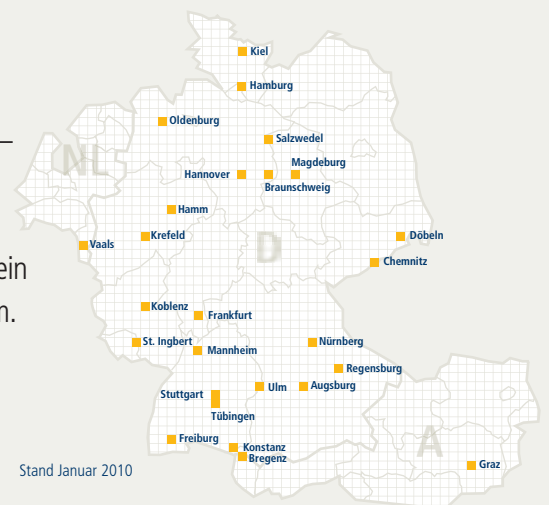 Kiel
Hamburg
Oldenburg
–
Salzwedel
NL
Magdeburg
Hannover
Braunschweig
Hamm
Krefeld
Döbeln
Vaals
D
Chemnitz
ein
n.
Koblenz
Frankfurt
St. Ingbert
Nürnberg
Mannheim
Regensburg
Ulm
Augsburg
Stuttgart
Tübingen
Freiburg
A
Konstanz
Bregenz
Graz
Stand Januar 2010